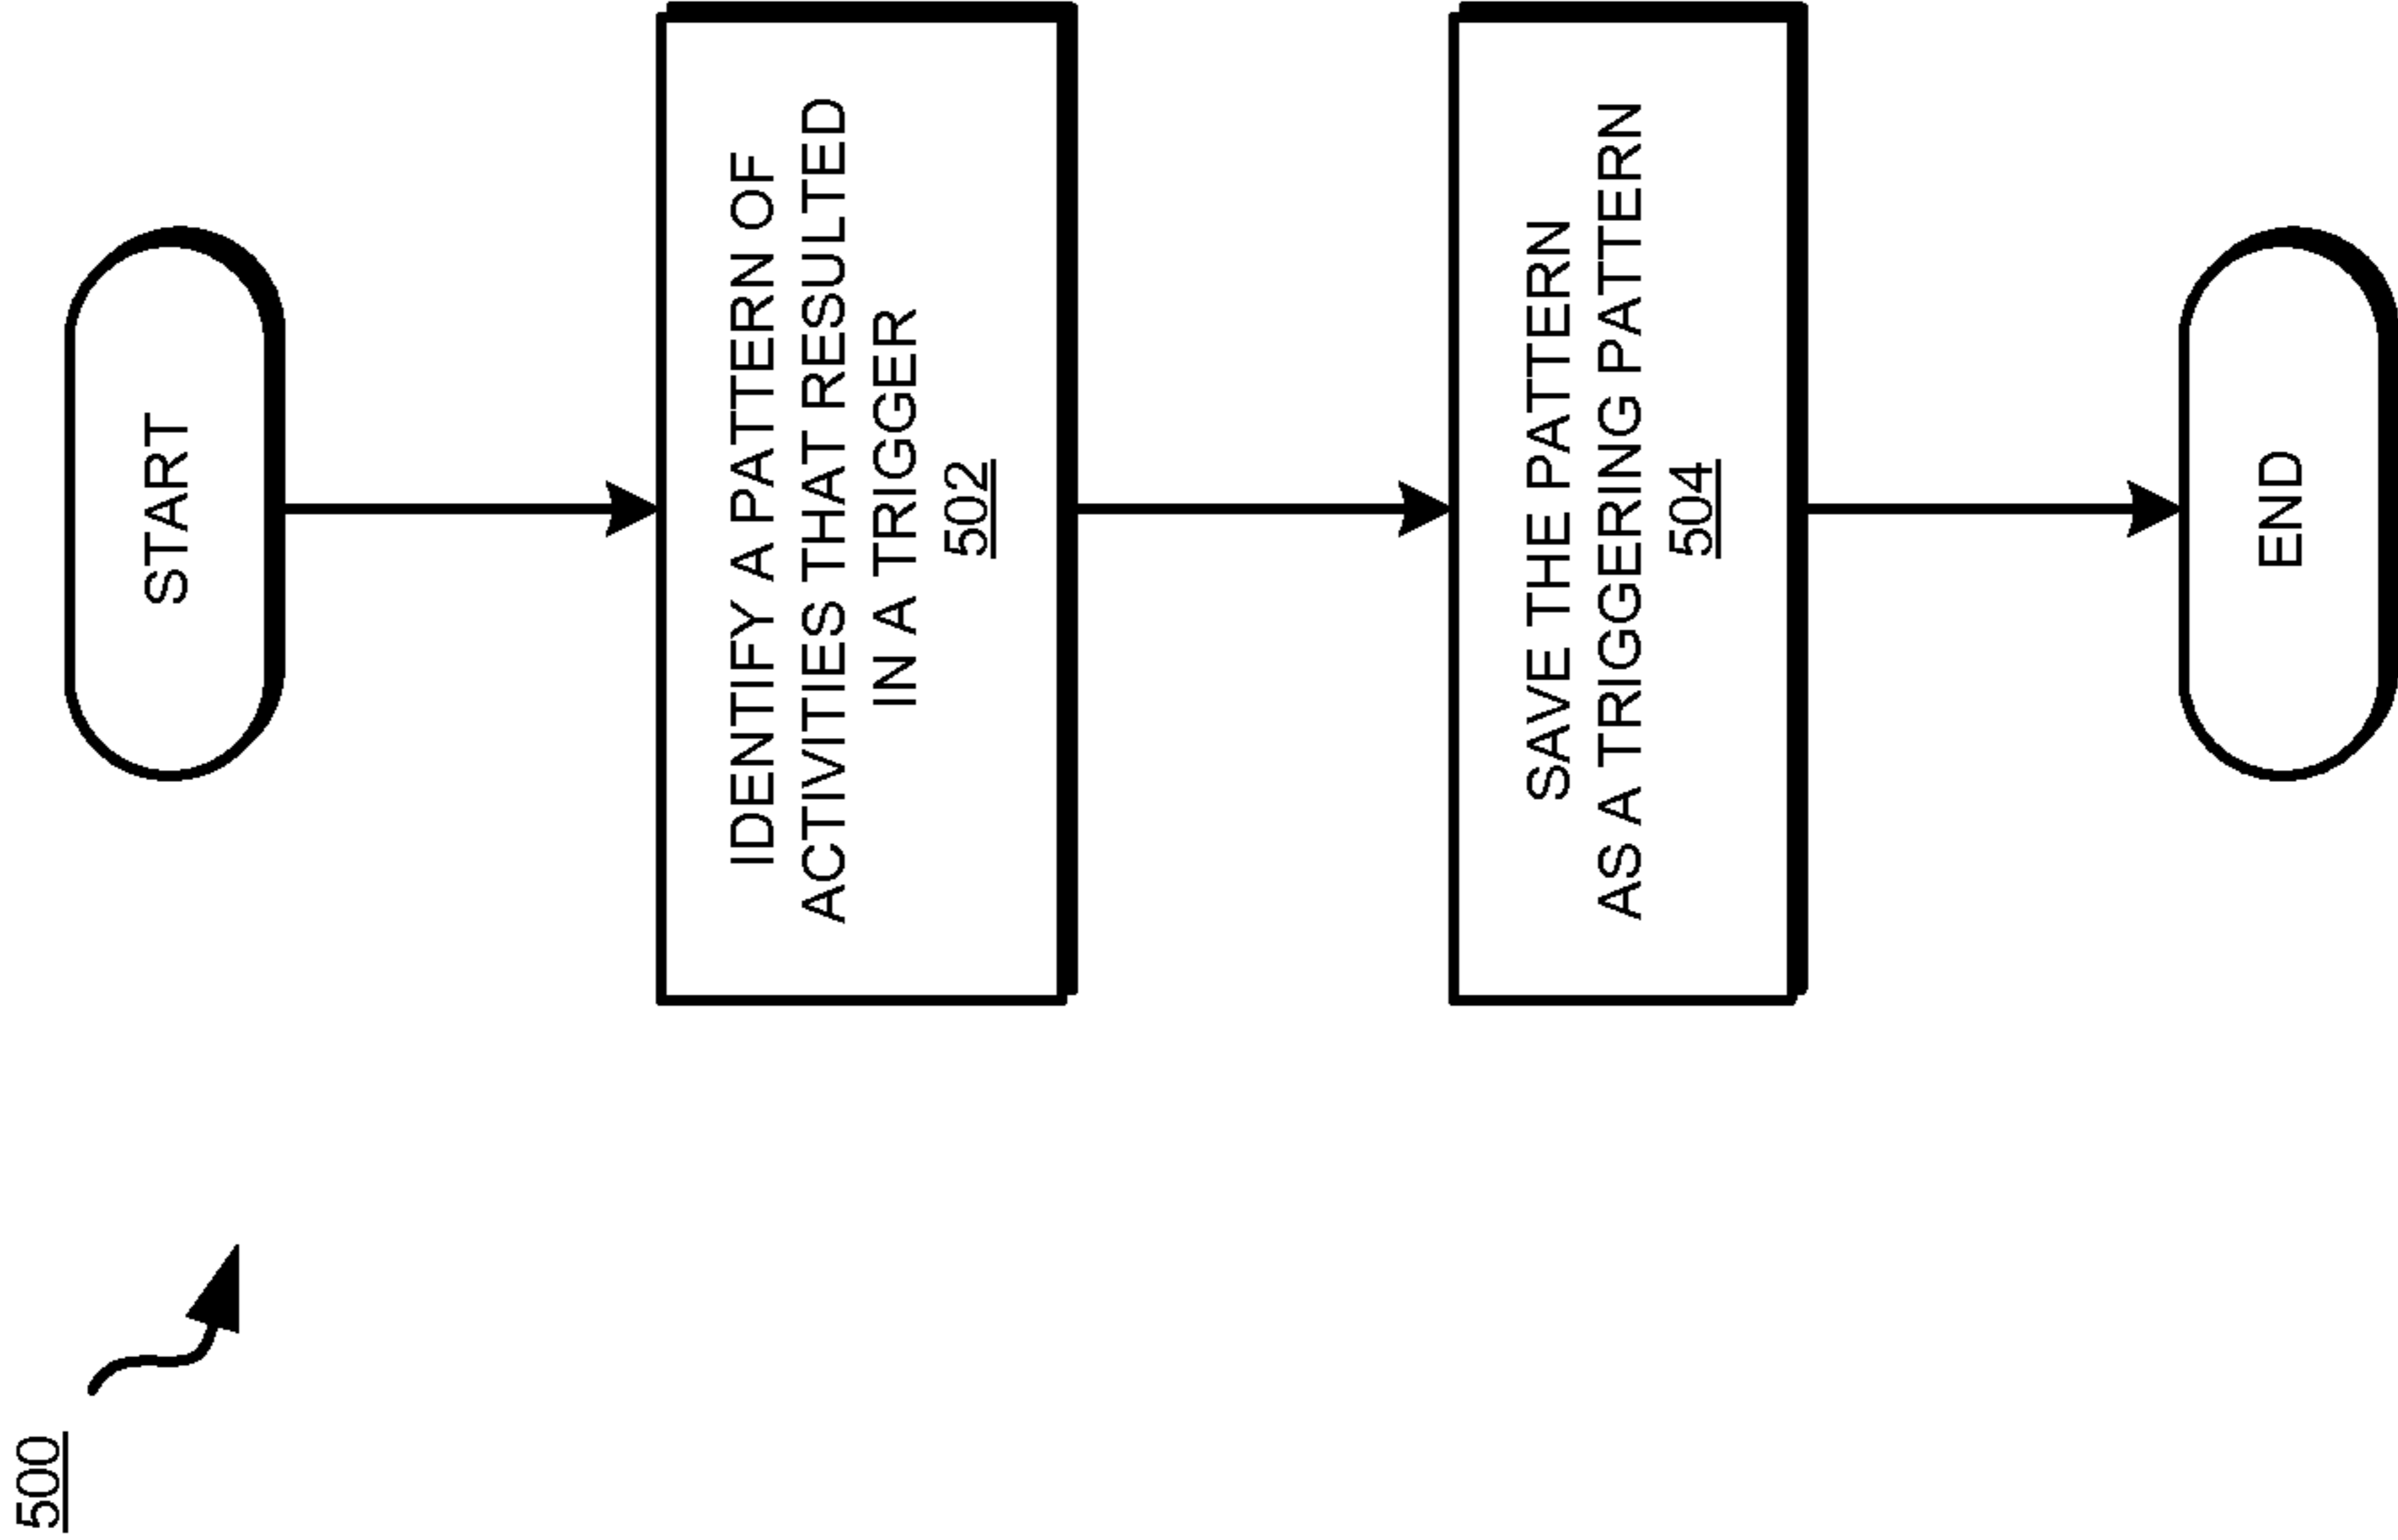 500
START
IDENTIFY A PATTERN OF
ACTIVITIES THAT RESULTED
IN A TRIGGER
502
SAVE THE PATTERN
AS A TRIGGERING PATTERN
504
END